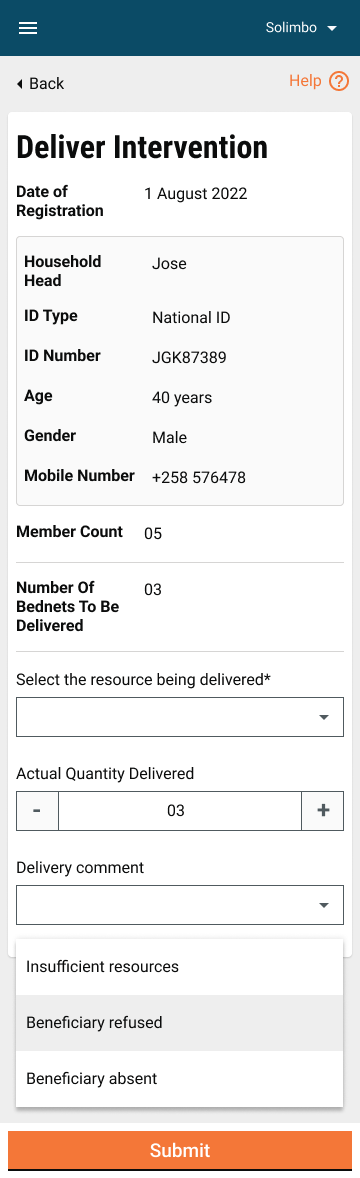 Solimbo
Back
Help
Deliver Intervention
Date of
Registration
1 August 2022
Household
Head
Jose
ID Type
National ID
ID Number
JGK87389
Age
40 years
Gender
Male
Mobile Number
+258 576478
Member Count
05
Number Of
Bednets To Be
Delivered
03
Select the resource being delivered*
Actual Quantity Delivered
- 03 +
Delivery comment
Insufficient resources
Beneficiary refused
Beneficiary absent
Submit